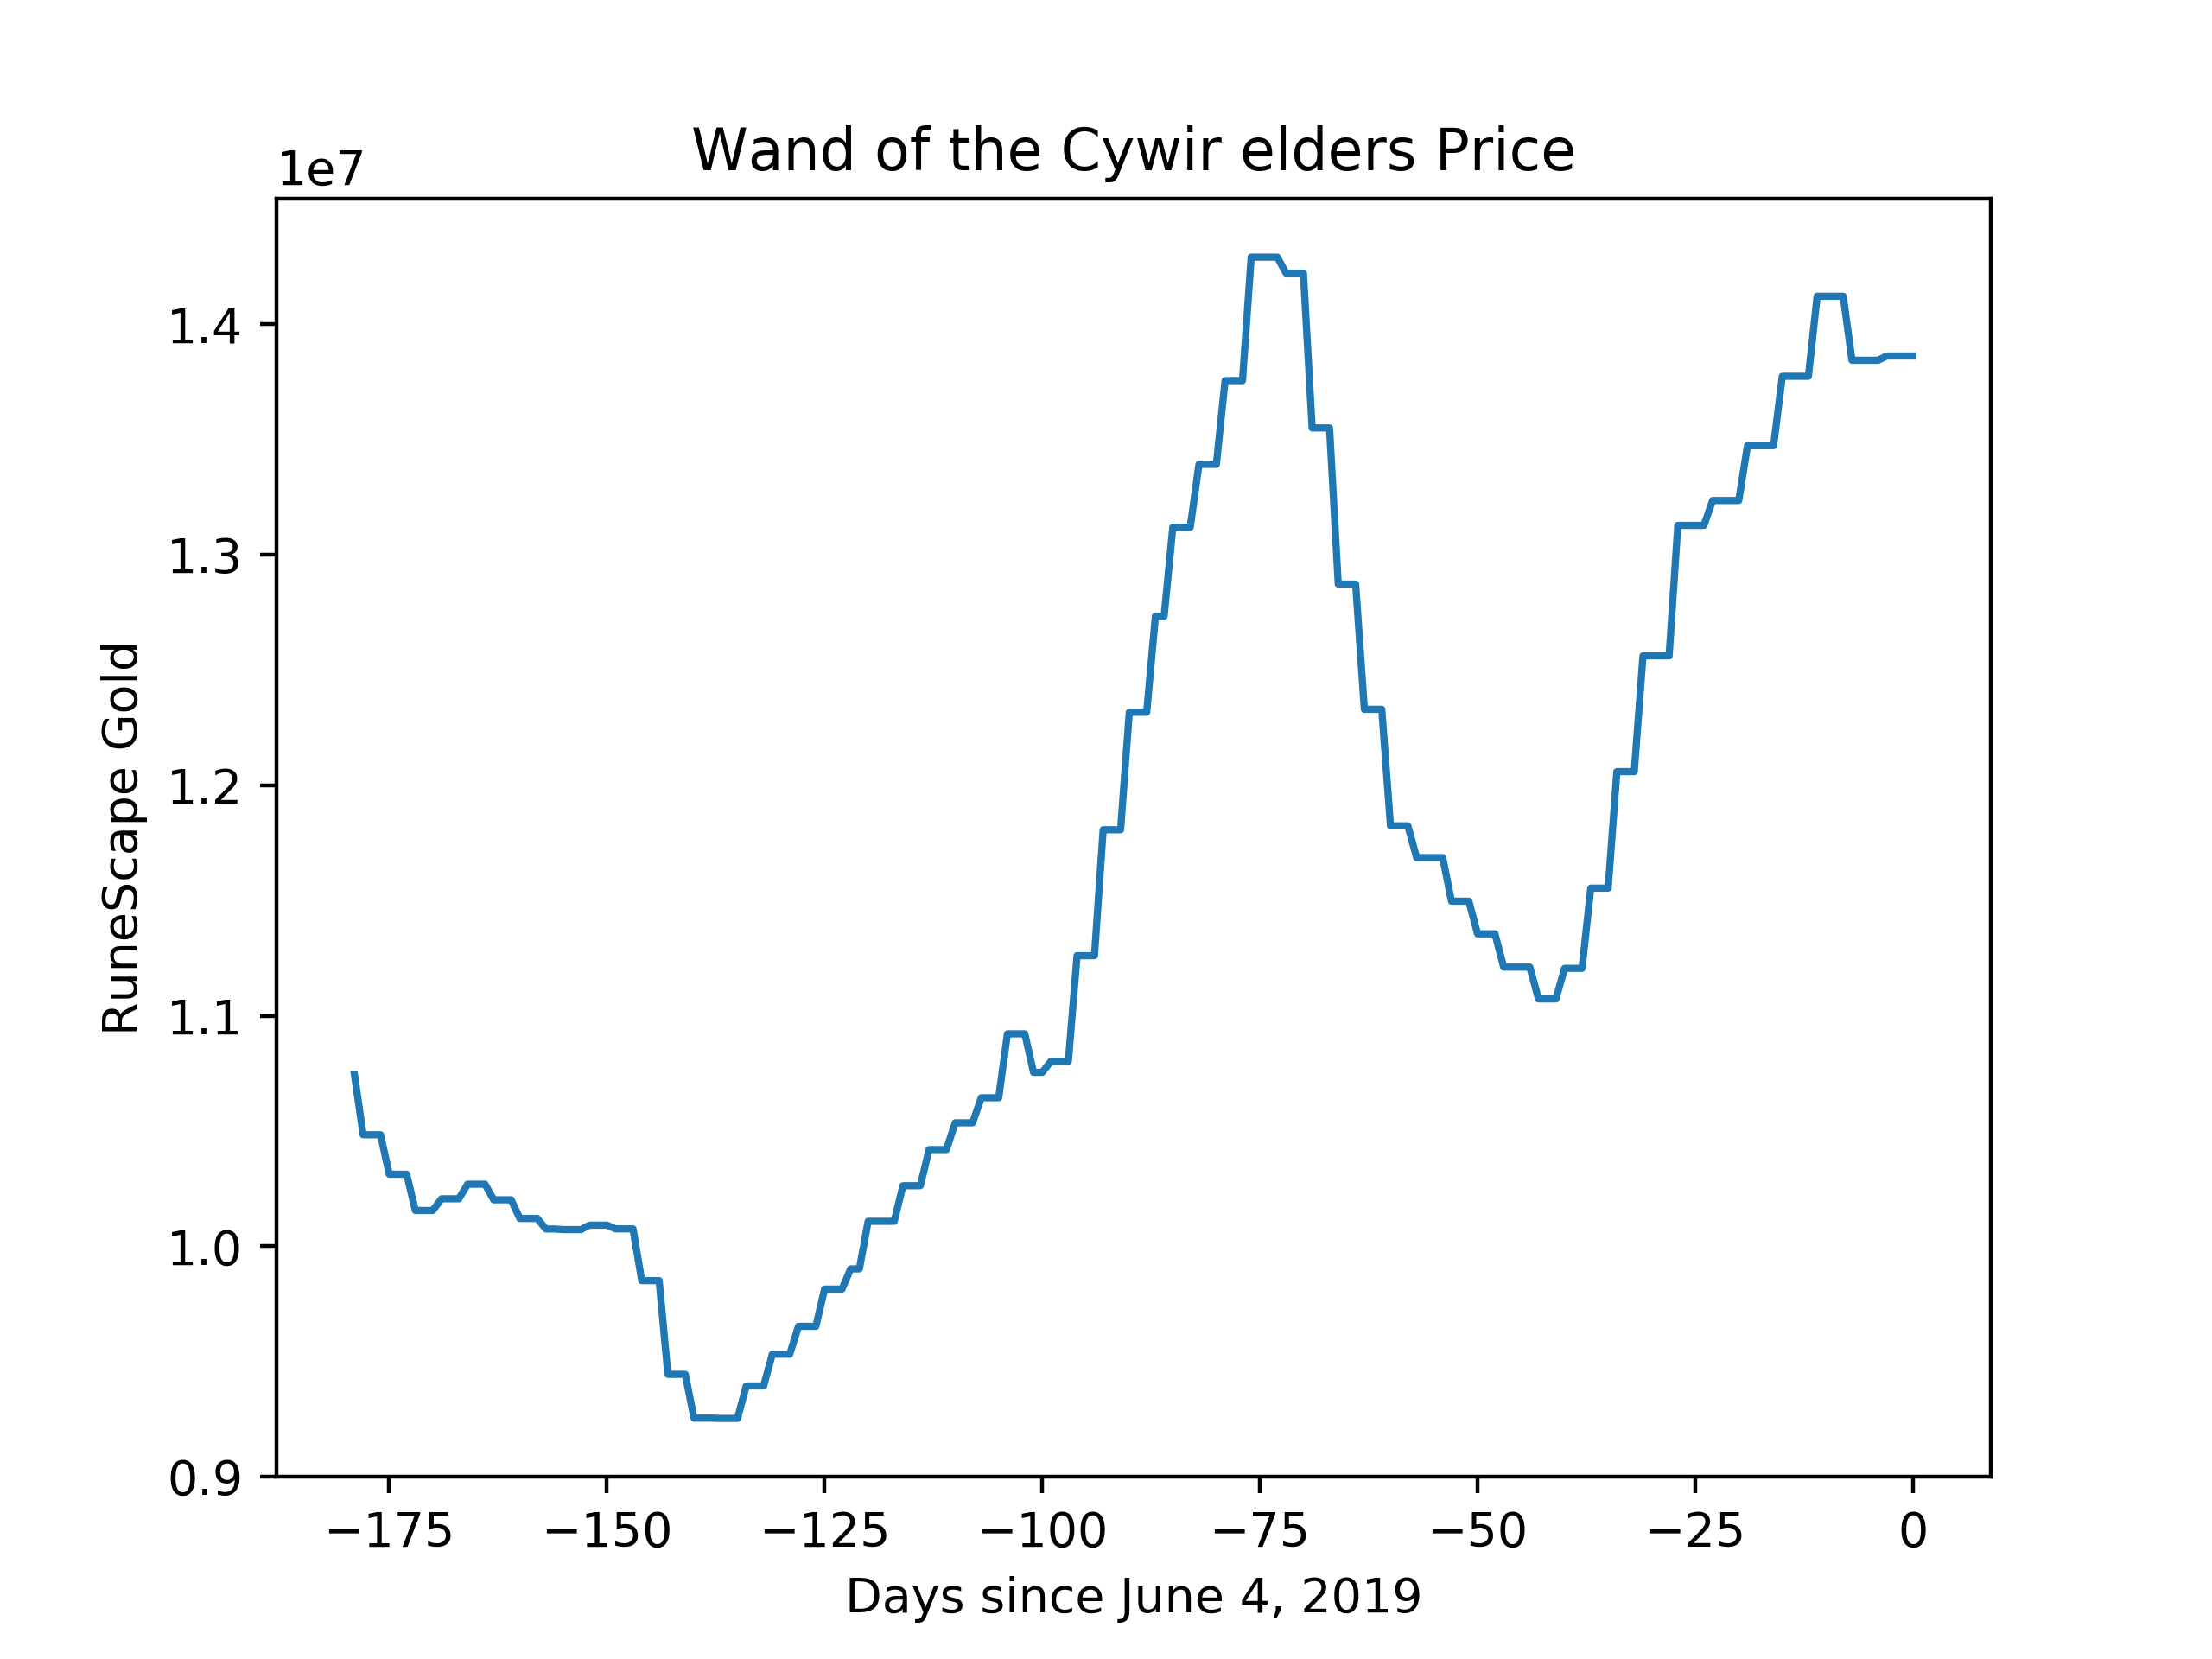 Wand of the Cywir elders Price
1e7
1.4
1.3
1.2
1.1
1.0
0.9
RuneScape Gold
−175 −150 −125 −100 −75 −50 −25 0
Days since June 4, 2019